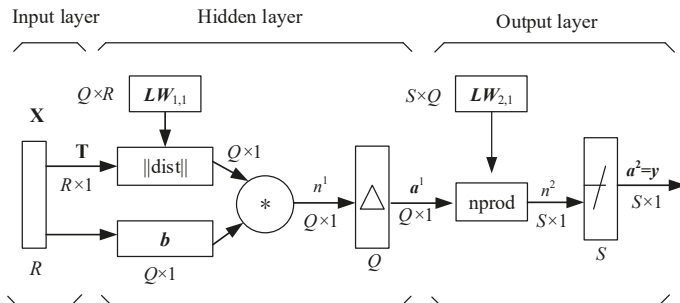 Input layer
Hidden layer
Output layer
Q×R
LW1,1
S×Q
LW2,1
X
T
R×1
||dist||
Q×1
*
n1
Q×1
a1
Q×1
nprod
n2
S×1
a2=y
S×1
b
Q×1
R
Q
S